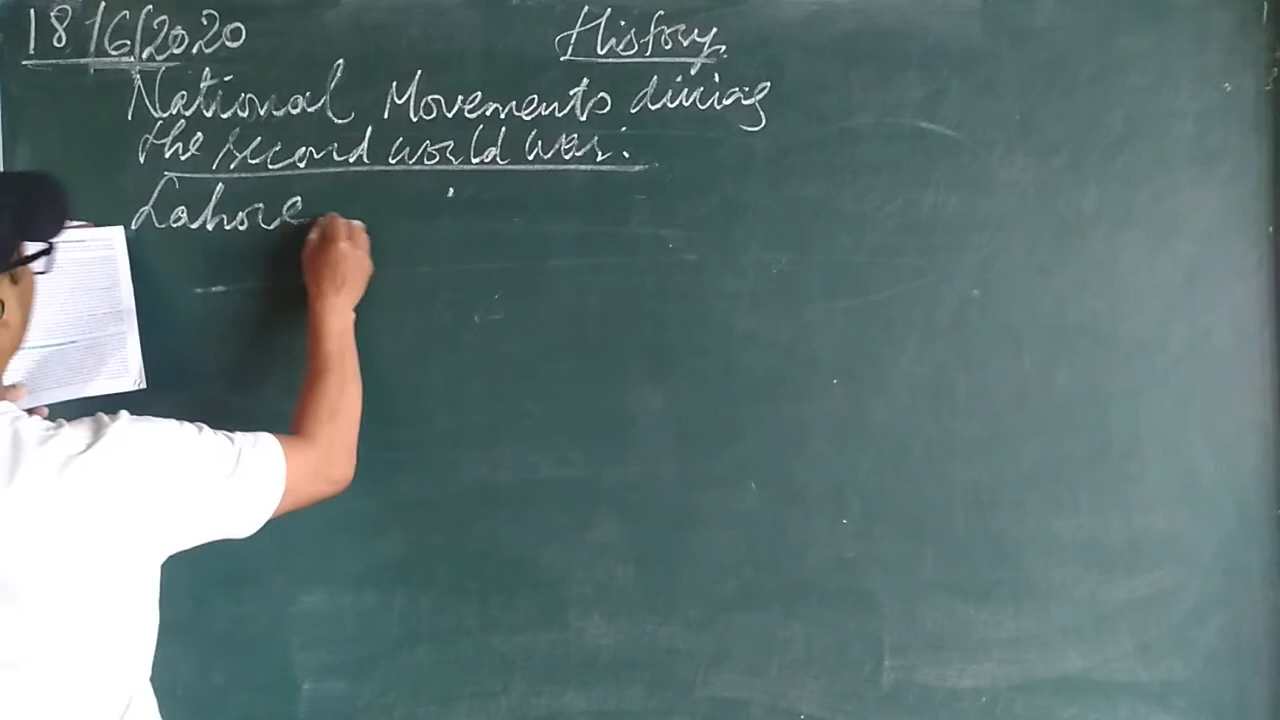 18/6/2020
History
National Movements during
the second world war.
Lahore